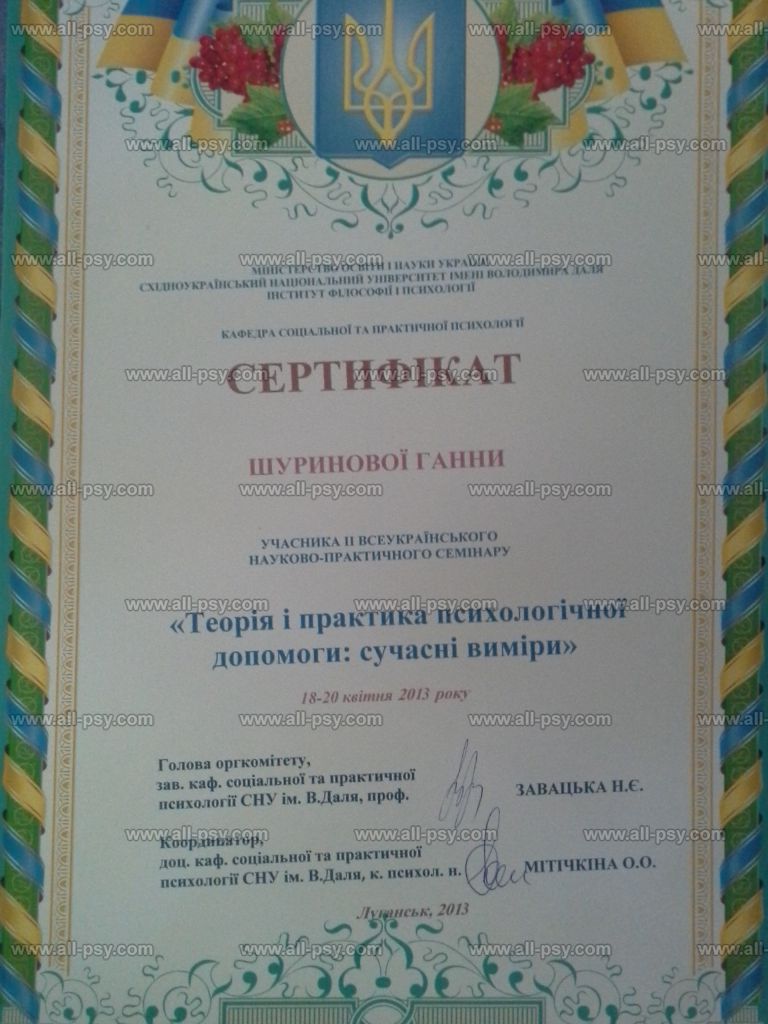 МІНІСТЕРСТВО ОСВІТИ І НАУКИ УКРАЇНИ
СХІДНОУКРАЇНСЬКИЙ НАЦІОНАЛЬНИЙ УНІВЕРСИТЕТ ІМЕНІ ВОЛОДИМИРА ДАЛЯ
ІНСТИТУТ ФІЛОСОФІЇ І ПСИХОЛОГІЇ
КАФЕДРА СОЦІАЛЬНОЇ ТА ПРАКТИЧНОЇ ПСИХОЛОГІЇ
СЕРТИФІКАТ
ШУРИНОВОЇ ГАННИ
УЧАСНИКА ІІ ВСЕУКРАЇНСЬКОГО
НАУКОВО-ПРАКТИЧНОГО СЕМІНАРУ
«Теорія і практика психологічної
допомоги: сучасні виміри»
18-20 квітня 2013 року
Голова оргкомітету,
зав. каф. соціальної та практичної
психології СНУ ім. В.Даля, проф. ЗАВАЦЬКА Н.Є.
Координатор,
доц. каф. соціальної та практичної
психології СНУ ім. В.Даля, к. психол. н. МІТІЧКІНА О.О.
Луганськ, 2013
www.all-psy.com